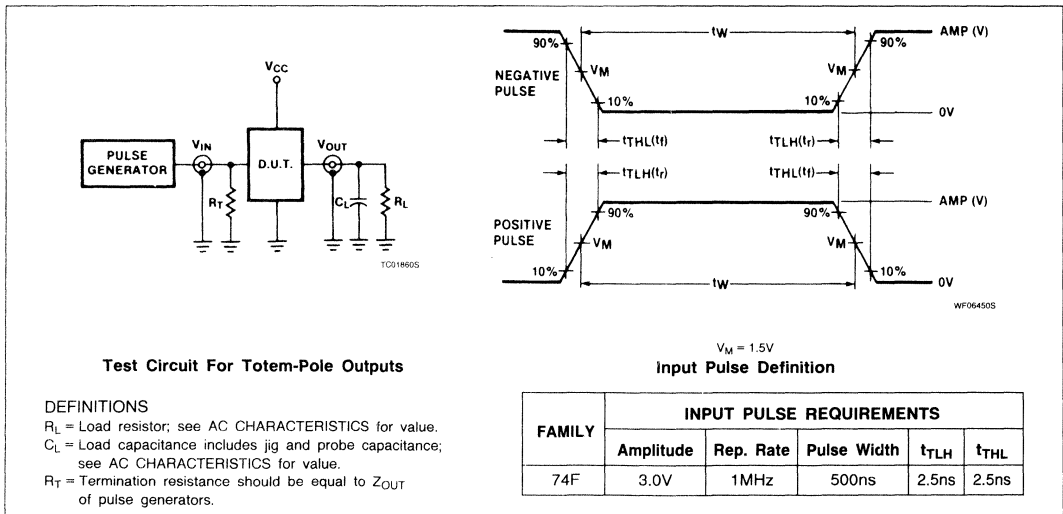 VCC
PULSE
GENERATOR
VIN
D.U.T.
VOUT
RT
CL
RL
TC01860S
Test Circuit For Totem-Pole Outputs
DEFINITIONS
RL = Load resistor; see AC CHARACTERISTICS for value.
CL = Load capacitance includes jig and probe capacitance;
see AC CHARACTERISTICS for value.
RT = Termination resistance should be equal to ZOUT
of pulse generators.
tW
AMP (V)
90%
90%
NEGATIVE
PULSE
VM
VM
10%
10%
0V
tTHL(tf)
tTLH(tr)
tTLH(tr)
tTHL(tf)
AMP (V)
90%
90%
POSITIVE
PULSE
VM
VM
10%
10%
tW
0V
WF06450S
VM = 1.5V
Input Pulse Definition
FAMILY
INPUT PULSE REQUIREMENTS
Amplitude Rep. Rate Pulse Width tTLH tTHL
74F 3.0V 1MHz 500ns 2.5ns 2.5ns